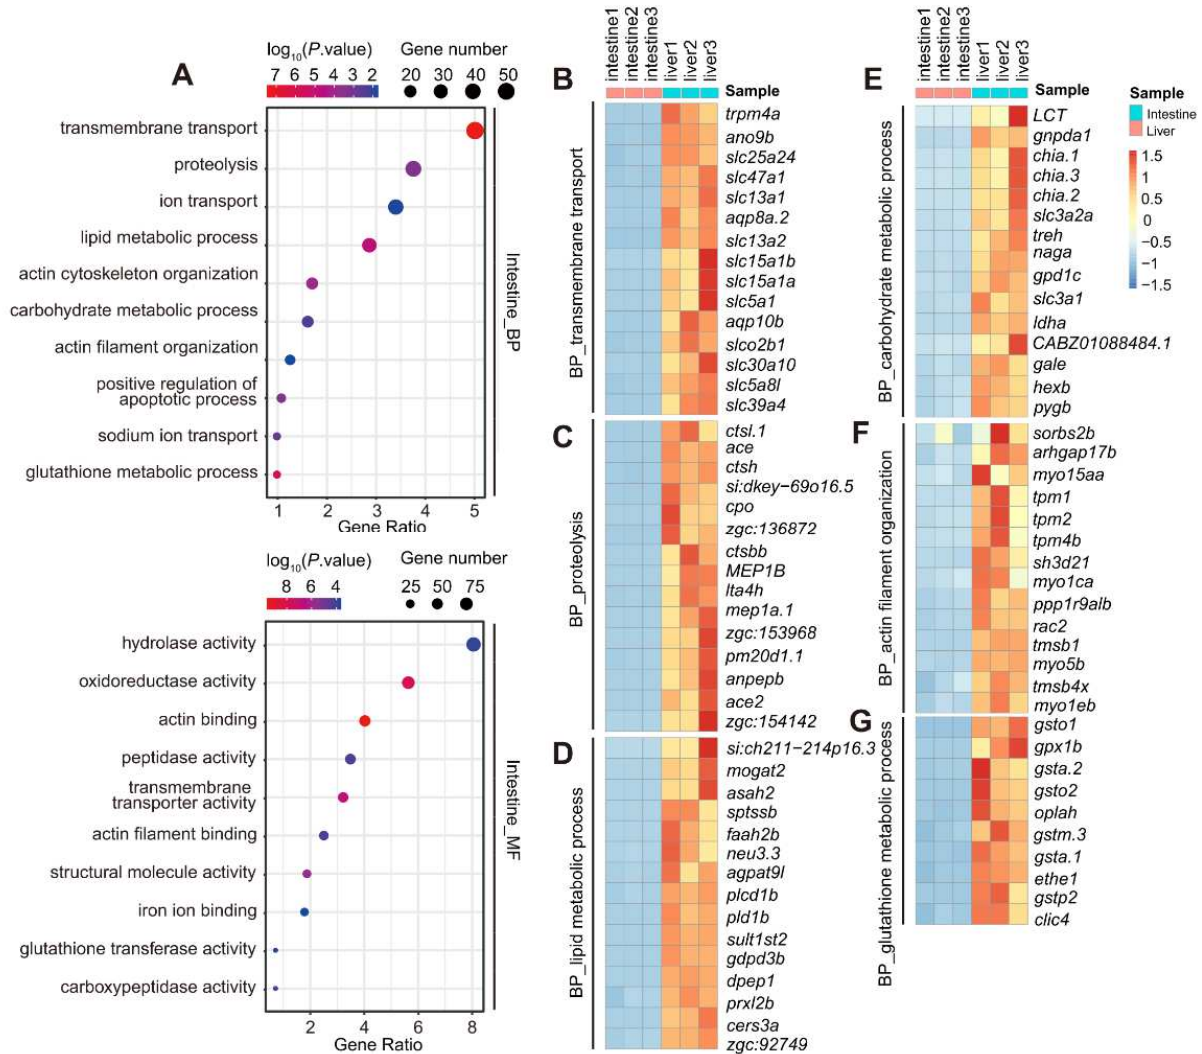 A
log10(P.value)
7 6 5 4 3 2
Gene number
20 30 40 50
transmembrane transport
proteolysis
ion transport
lipid metabolic process
actin cytoskeleton organization
carbohydrate metabolic process
actin filament organization
positive regulation of
apoptotic process
sodium ion transport
glutathione metabolic process
1 2 3 4 5
Gene Ratio
Intestine_BP
log10(P.value)
8 6 4
Gene number
25 50 75
hydrolase activity
oxidoreductase activity
actin binding
peptidase activity
transmembrane
transporter activity
actin filament binding
structural molecule activity
iron ion binding
glutathione transferase activity
carboxypeptidase activity
2 4 6 8
Gene Ratio
Intestine_MF
B
intestine1
intestine2
intestine3
liver1
liver2
liver3
Sample
BP_transmembrane transport
trpm4a
ano9b
slc25a24
slc47a1
slc13a1
aqp8a.2
slc13a2
slc15a1b
slc15a1a
slc5a1
aqp10b
slco2b1
slc30a10
slc5a8l
slc39a4
C
BP_proteolysis
ctsl.1
ace
ctsh
si:dkey−69o16.5
cpo
zgc:136872
ctsbb
MEP1B
lta4h
mep1a.1
zgc:153968
pm20d1.1
anpepb
ace2
zgc:154142
D
BP_lipid metabolic process
si:ch211−214p16.3
mogat2
asah2
sptssb
faah2b
neu3.3
agpat9l
plcd1b
pld1b
sult1st2
gdpd3b
dpep1
prxl2b
cers3a
zgc:92749
E
intestine1
intestine2
intestine3
liver1
liver2
liver3
Sample
BP_carbohydrate metabolic process
LCT
gnpda1
chia.1
chia.3
chia.2
slc3a2a
treh
naga
gpd1c
slc3a1
ldha
CABZ01088484.1
gale
hexb
pygb
F
BP_actin filament organization
sorbs2b
arhgap17b
myo15aa
tpm1
tpm2
tpm4b
sh3d21
myo1ca
ppp1r9alb
rac2
tmsb1
myo5b
tmsb4x
myo1eb
G
BP_glutathione metabolic process
gsto1
gpx1b
gsta.2
gsto2
oplah
gstm.3
gsta.1
ethe1
gstp2
clic4
Sample
Intestine
Liver
1.5
1
0.5
0
−0.5
−1
−1.5